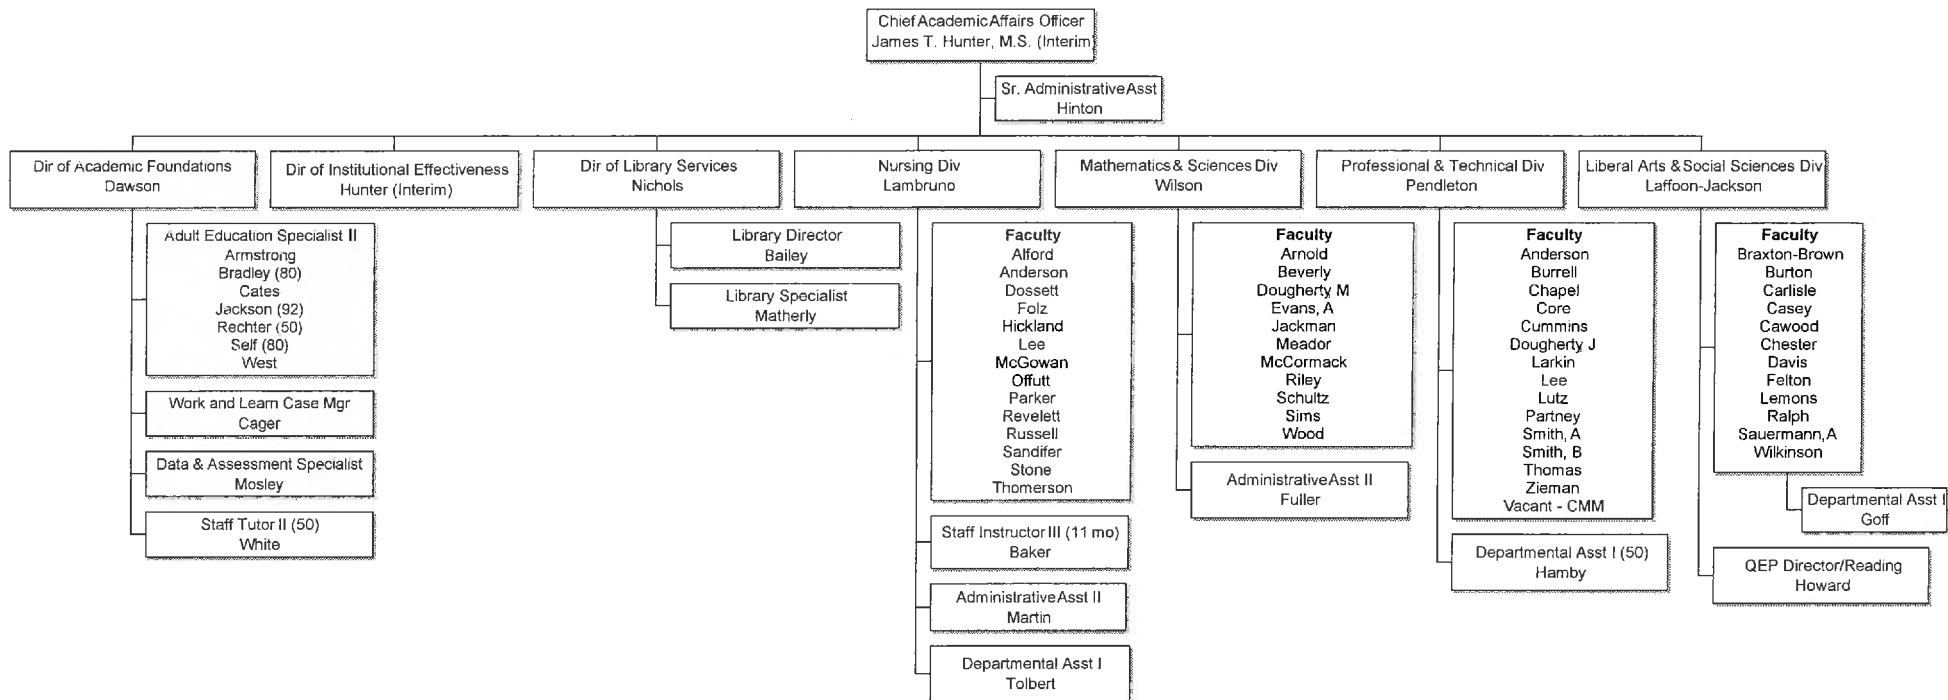 Chief Academic Affairs Officer
James T. Hunter, M.S. (Interim)
Sr. Administrative Asst
Hinton
Dir of Academic Foundations
Dawson
Dir of Institutional Effectiveness
Hunter (Interim)
Dir of Library Services
Nichols
Nursing Div
Lambruno
Mathematics & Sciences Div
Wilson
Professional & Technical Div
Pendleton
Liberal Arts & Social Sciences Div
Laffoon-Jackson
Adult Education Specialist II
Armstrong
Bradley (80)
Cates
Jackson (92)
Rechter (50)
Self (80)
West
Work and Learn Case Mgr
Cager
Data & Assessment Specialist
Mosley
Staff Tutor II (50)
White
Library Director
Bailey
Library Specialist
Matherly
Faculty
Alford
Anderson
Dossett
Folz
Hickland
Lee
McGowan
Offutt
Parker
Revelett
Russell
Sandifer
Stone
Thomerson
Staff Instructor III (11 mo)
Baker
Administrative Asst II
Martin
Departmental Asst I
Tolbert
Faculty
Arnold
Beverly
Dougherty M
Evans, A
Jackman
Meador
McCormack
Riley
Schultz
Sims
Wood
Administrative Asst II
Fuller
Faculty
Anderson
Burrell
Chapel
Core
Cummins
Dougherty J
Larkin
Lee
Lutz
Partney
Smith, A
Smith, B
Thomas
Zieman
Vacant - CMM
Departmental Asst I (50)
Hamby
Faculty
Braxton-Brown
Burton
Carlisle
Casey
Cawood
Chester
Davis
Felton
Lemons
Ralph
Sauermann, A
Wilkinson
Departmental Asst I
Goff
QEP Director/Reading
Howard